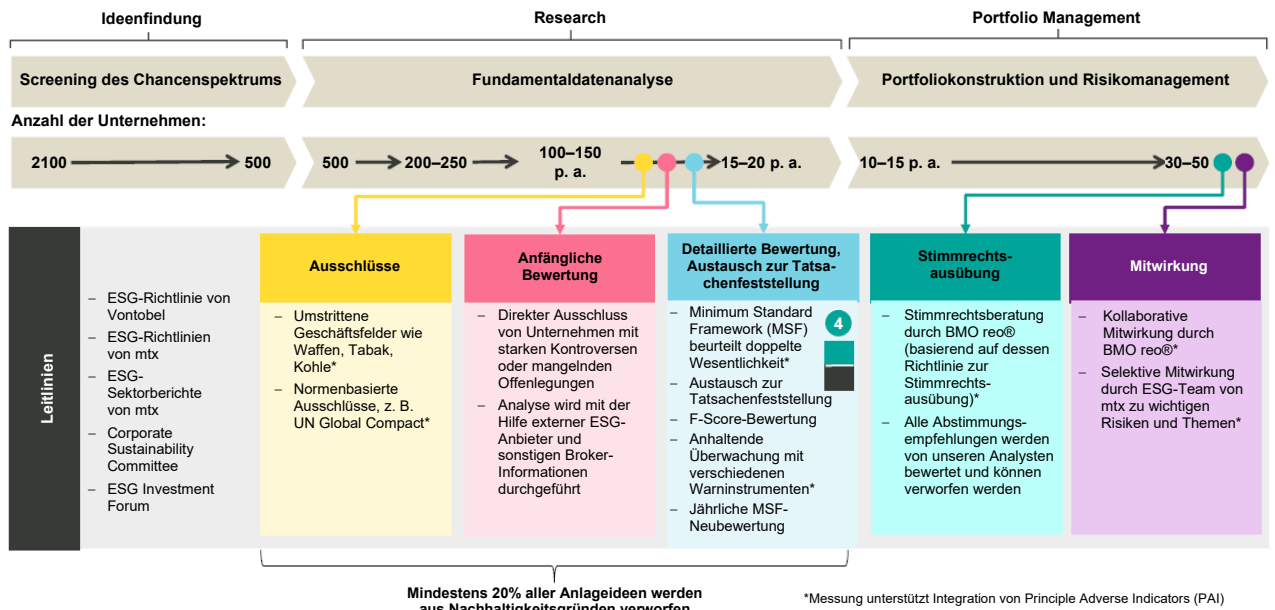 Ideenfindung
Research
Portfolio Management
Screening des Chancenspektrums
Fundamentaldatenanalyse
Portfoliokonstruktion und Risikomanagement
Anzahl der Unternehmen:
2100
500
500
200–250
100–150
p. a.
15–20 p. a.
10–15 p. a.
30–50
Leitlinien
– ESG-Richtlinie von
Vontobel
– ESG-Richtlinien
von mtx
– ESG-
Sektorberichte
von mtx
– Corporate
Sustainability
Committee
– ESG Investment
Forum
Ausschlüsse
– Umstrittene
Geschäftsfelder wie
Waffen, Tabak,
Kohle*
– Normenbasierte
Ausschlüsse, z. B.
UN Global Compact*
Anfängliche
Bewertung
– Direkter Ausschluss
von Unternehmen mit
starken Kontroversen
oder mangelnden
Offenlegungen
– Analyse wird mit der
Hilfe externer ESG-
Anbieter und
sonstigen Broker-
Informationen
durchgeführt
Detaillierte Bewertung,
Austausch zur Tatsa-
chenfeststellung
– Minimum Standard
Framework (MSF)
beurteilt doppelte
Wesentlichkeit*
– Austausch zur
Tatsachenfeststellung
– F-Score-Bewertung
– Anhaltende
Überwachung mit
verschiedenen
Warninstrumenten*
– Jährliche MSF-
Neubewertung
4
Stimmrechts-
ausübung
– Stimmrechtsberatung
durch BMO reo®
(basierend auf dessen
Richtlinie zur
Stimmrechts-
ausübung)*
– Alle Abstimmungs-
empfehlungen werden
von unseren Analysten
bewertet und können
verworfen werden
Mitwirkung
– Kollaborative
Mitwirkung durch
BMO reo®*
– Selektive Mitwirkung
durch ESG-Team von
mtx zu wichtigen
Risiken und Themen*
Mindestens 20% aller Anlageideen werden
aus Nachhaltigkeitsgründen verworfen
*Messung unterstützt Integration von Principle Adverse Indicators (PAI)